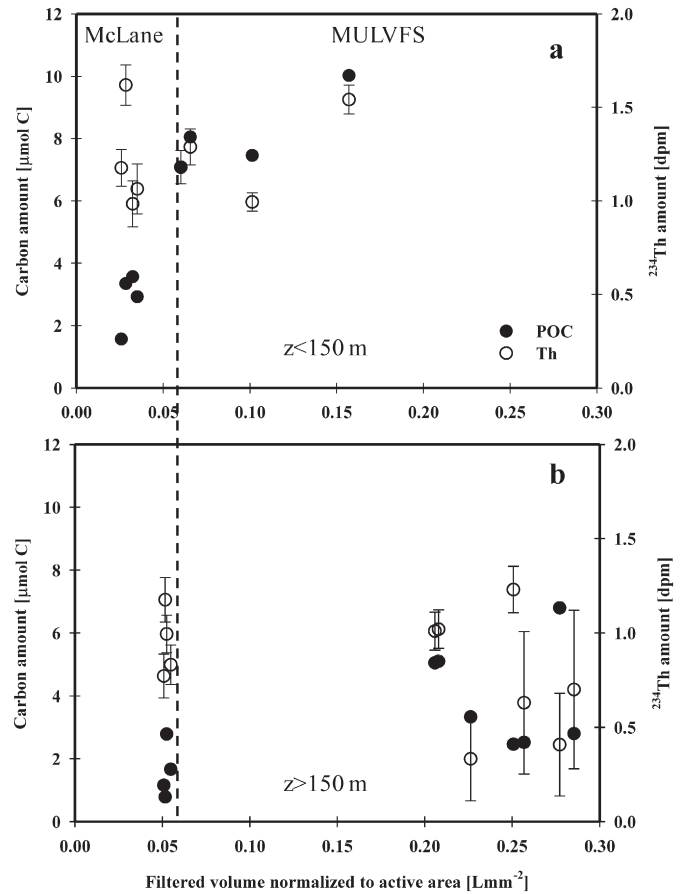 McLane
MULVFS
a
12
10
8
6
4
2
0
Carbon amount [µmol C]
2.0
1.5
1.0
0.5
0.0
²³⁴Th amount [dpm]
POC
Th
z<150 m
0.00 0.05 0.10 0.15 0.20 0.25 0.30
b
12
10
8
6
4
2
0
Carbon amount [µmol C]
2.0
1.5
1.0
0.5
0.0
²³⁴Th amount [dpm]
z>150 m
0.00 0.05 0.10 0.15 0.20 0.25 0.30
Filtered volume normalized to active area [Lmm⁻²]